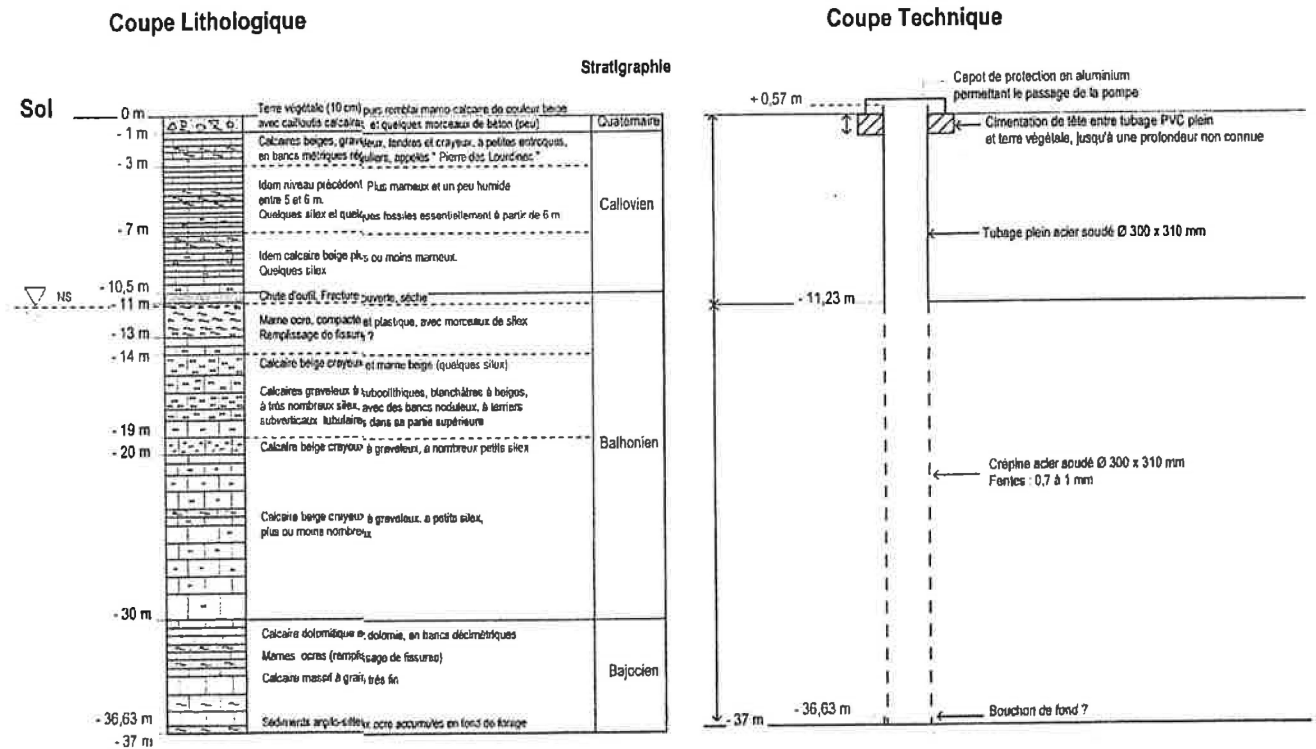 Coupe Lithologique
Coupe Technique
Stratigraphie
Sol
0 m
Terre végétale (10 cm) puis remblai marno-calcaire de couleur beige
avec cailloutis calcaires et quelques morceaux de béton (peu)
Quaternaire
- 1 m
Calcaires beiges, graveleux, tendres et crayeux, à petites entroques,
en bancs métriques réguliers, appelés " Pierre des Lourdines "
- 3 m
Idem niveau précédent. Plus marneux et un peu humide
entre 5 et 6 m.
Quelques silex et quelques fossiles essentiellement à partir de 6 m
Callovien
- 7 m
Idem calcaire beige plus ou moins marneux.
Quelques silex
- 10,5 m
NS
Chute d'outil. Fracture ouverte, sèche
- 11 m
Marne ocre, compacte et plastique, avec morceaux de silex
Remplissage de fissure ?
- 13 m
- 14 m
Calcaire beige crayeux et marne beige (quelques silux)
Calcaires graveleux à suboolithiques, blanchâtres à beiges,
à très nombreux silex, avec des bancs noduleux, à terriers
subverticaux tubulaires dans sa partie supérieure
- 19 m
- 20 m
Calcaire beige crayeux à graveleux, a nombreux petits silex
Balhonien
Calcaire beige crayeux à graveleux, a petits silex,
plus ou moins nombreux
- 30 m
Calcaire dolomitique et dolomie, en bancs décimétriques
Marnes ocres (remplissage de fissures)
Calcaire massif à grain très fin
Bajocien
- 36,63 m
Sédiments argilo-silteux ocre accumulés en fond de forage
- 37 m
+ 0,57 m
Capot de protection en aluminium
permettant le passage de la pompe
Cimentation de tête entre tubage PVC plein
et terre végétale, jusqu'à une profondeur non connue
Tubage plein acier soudé Ø 300 x 310 mm
- 11,23 m
Crépine acier soudé Ø 300 x 310 mm
Fentes : 0,7 à 1 mm
- 36,63 m
- 37 m
Bouchon de fond ?